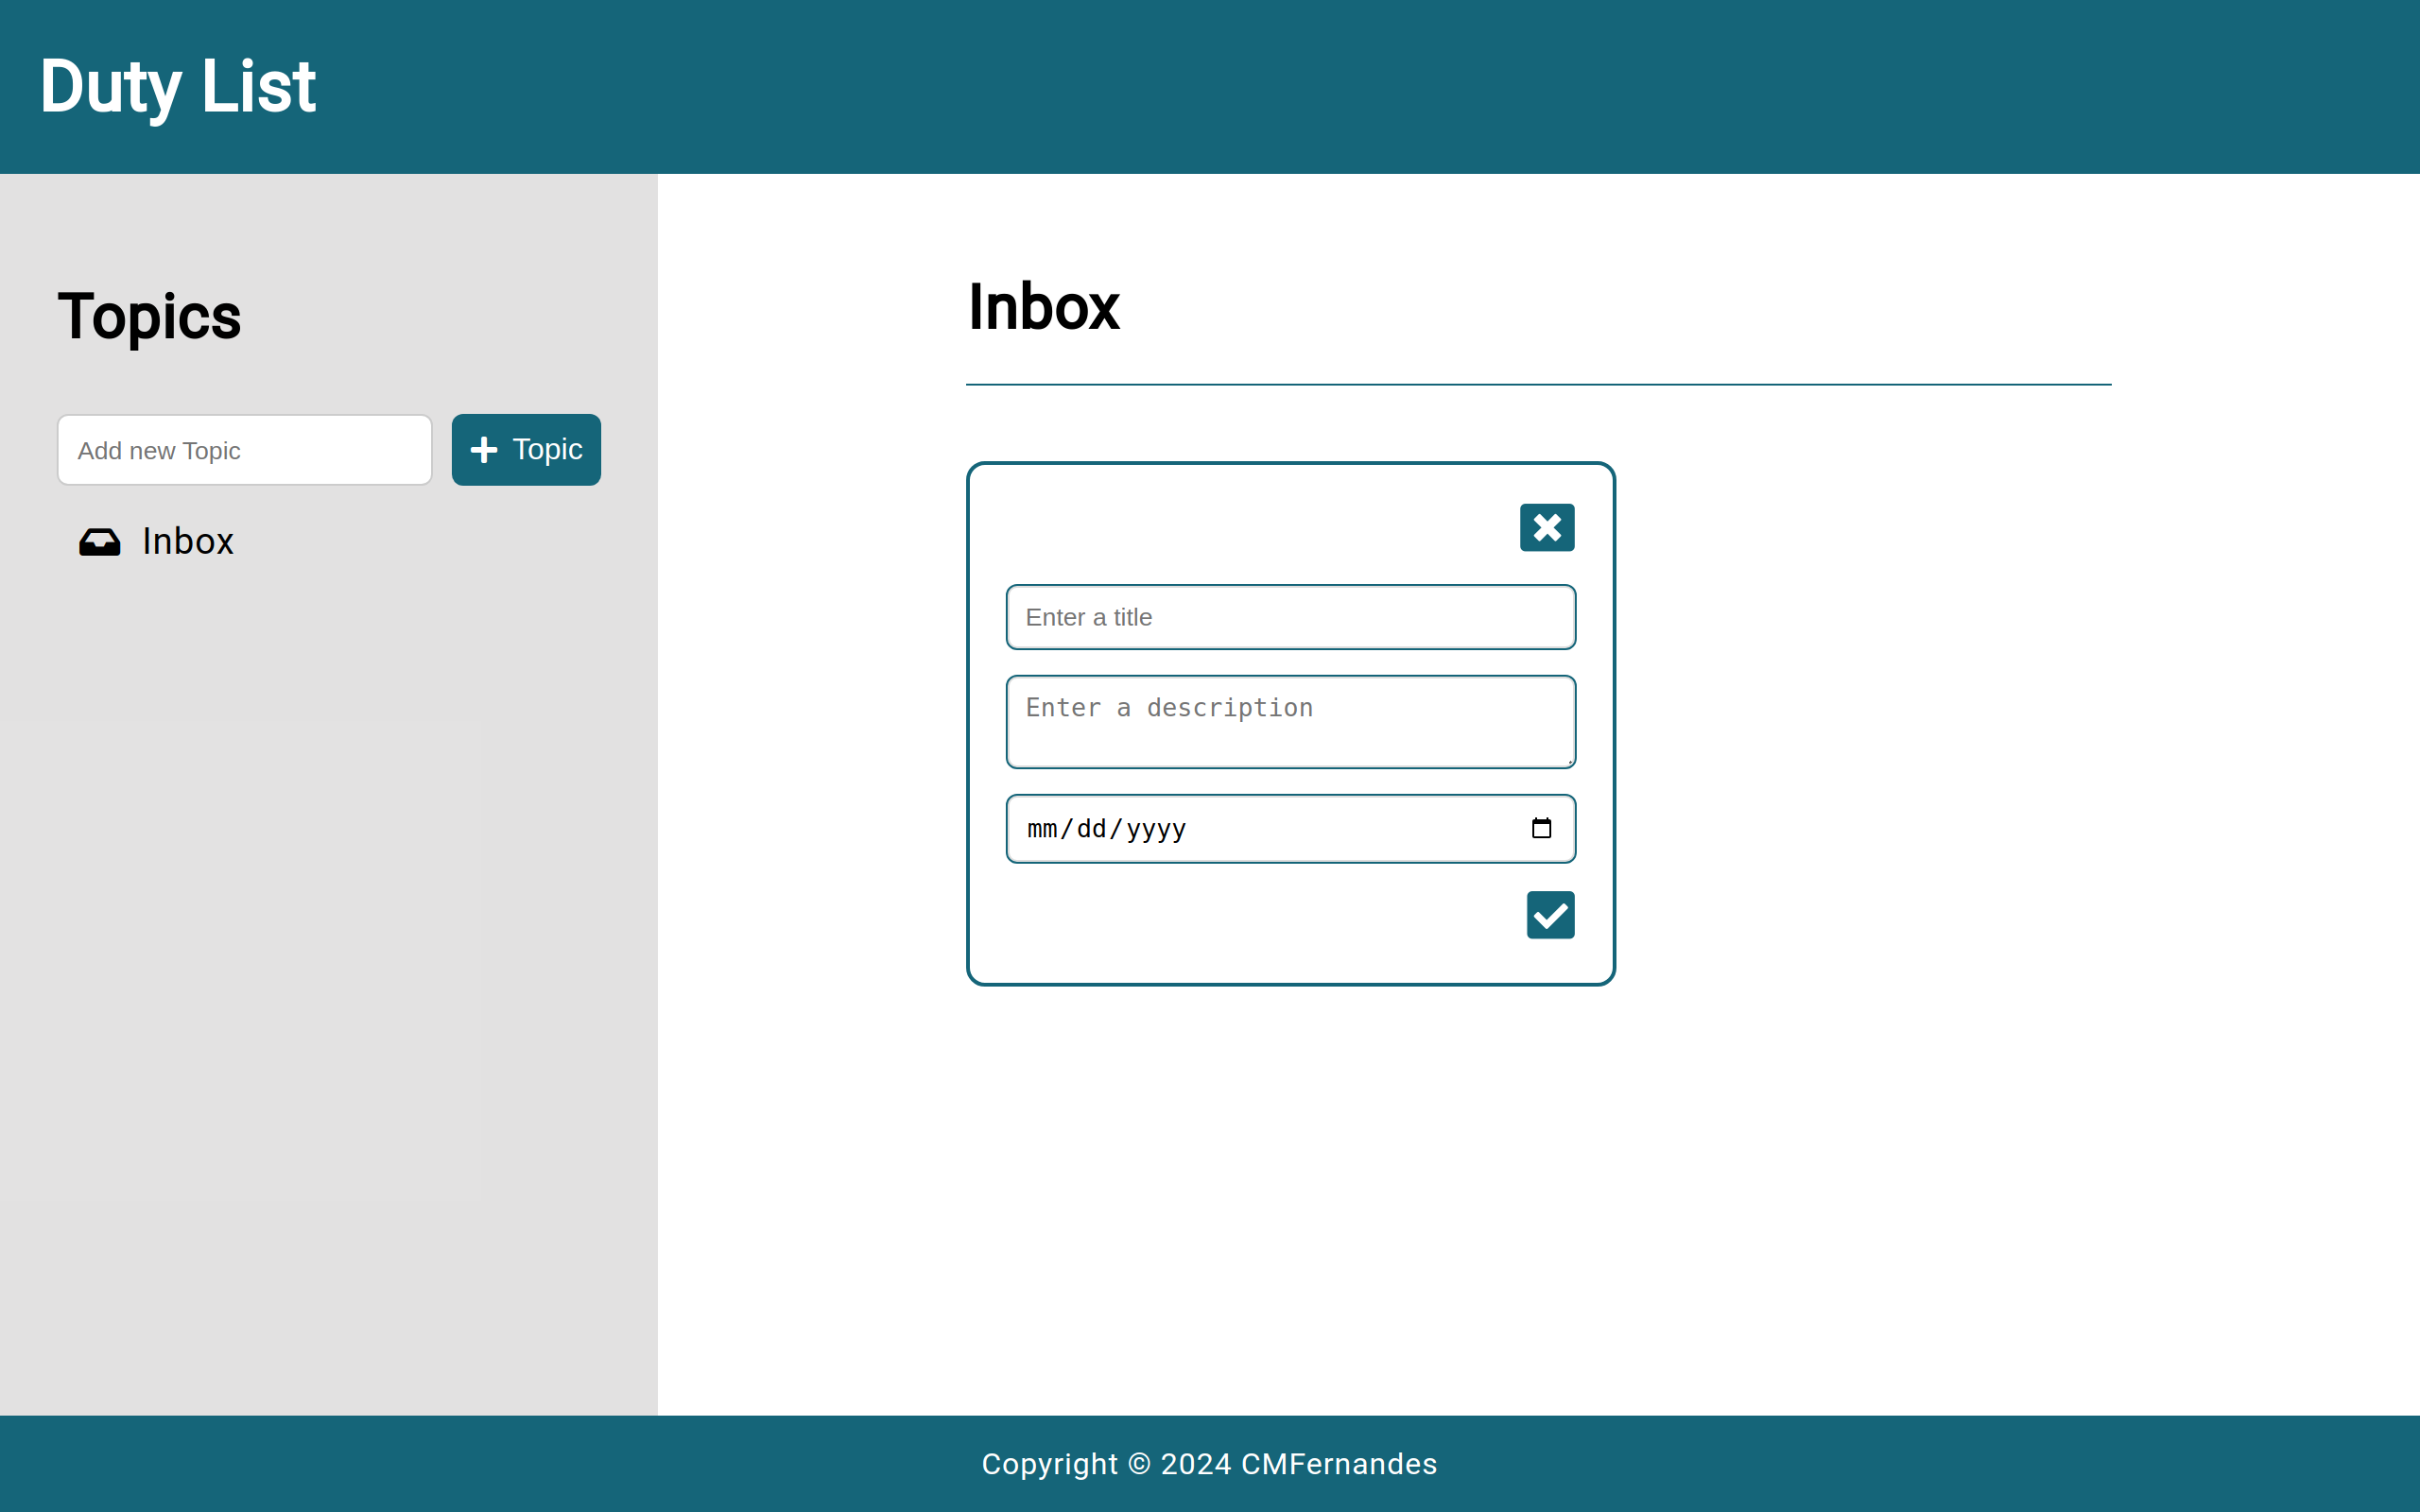 Duty List
Topics
Add new Topic
Topic
Inbox
Inbox
Enter a title
Enter a description
mm/dd/yyyy
Copyright © 2024 CMFernandes